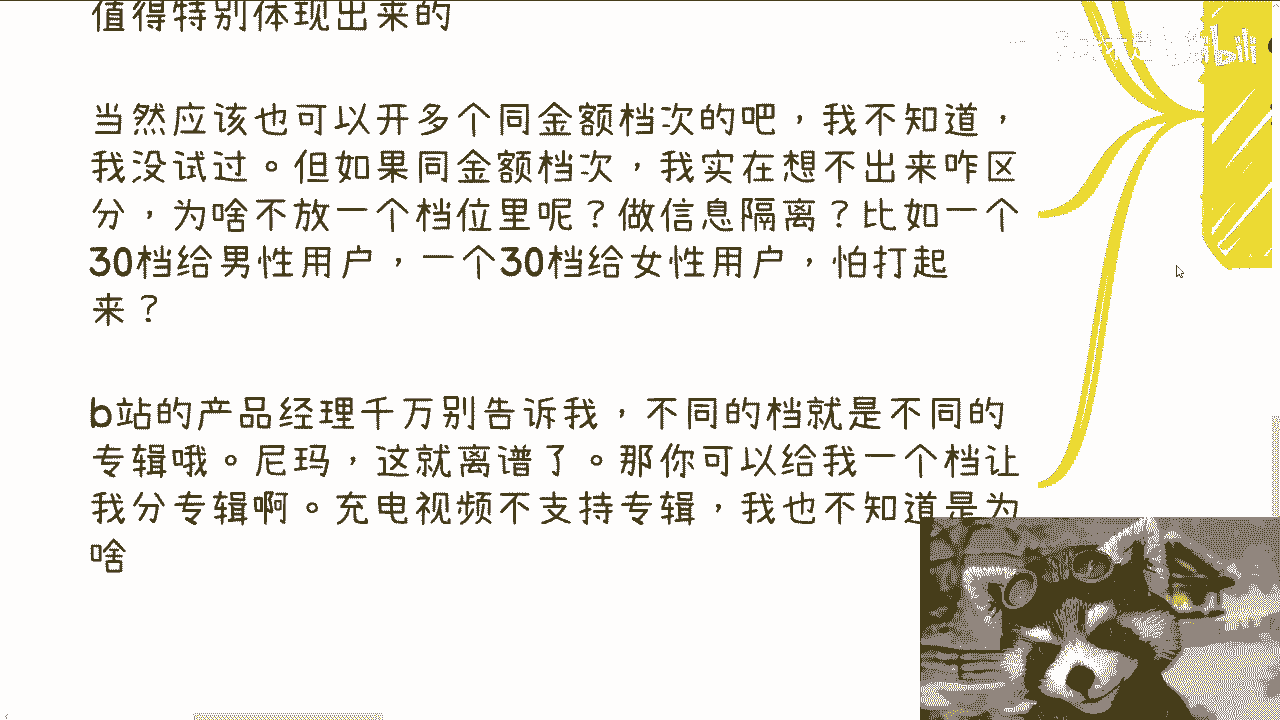 值得特别体现出来的
当然应该也可以开多个同金额档次的吧，我不知道，
我没试过。但如果同金额档次，我实在想不出来咋区
分，为啥不放一个档位里呢？做信息隔离？比如一个
30档给男性用户，一个30档给女性用户，怕打起
来？
b站的产品经理千万别告诉我，不同的档就是不同的
专辑哦。尼玛，这就离谱了。那你可以给我一个档让
我分专辑啊。充电视频不支持专辑，我也不知道是为
啥